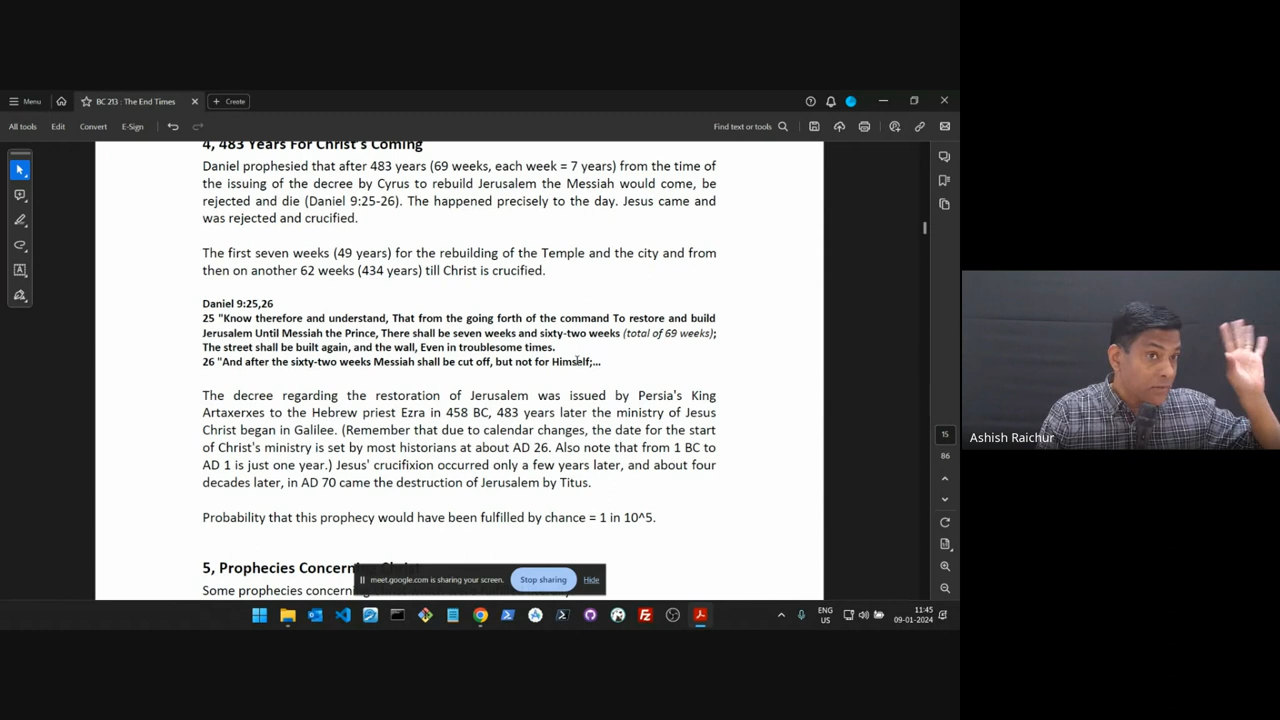 Menu
BC 213 : The End Times
Create
All tools
Edit
Convert
E-Sign
Find text or tools
4, 483 Years For Christ's Coming
Daniel prophesied that after 483 years (69 weeks, each week = 7 years) from the time of
the issuing of the decree by Cyrus to rebuild Jerusalem the Messiah would come, be
rejected and die (Daniel 9:25-26). The happened precisely to the day. Jesus came and
was rejected and crucified.
The first seven weeks (49 years) for the rebuilding of the Temple and the city and from
then on another 62 weeks (434 years) till Christ is crucified.
Daniel 9:25,26
25 "Know therefore and understand, That from the going forth of the command To restore and build
Jerusalem Until Messiah the Prince, There shall be seven weeks and sixty-two weeks (total of 69 weeks);
The street shall be built again, and the wall, Even in troublesome times.
26 "And after the sixty-two weeks Messiah shall be cut off, but not for Himself;...
The decree regarding the restoration of Jerusalem was issued by Persia's King
Artaxerxes to the Hebrew priest Ezra in 458 BC, 483 years later the ministry of Jesus
Christ began in Galilee. (Remember that due to calendar changes, the date for the start
of Christ's ministry is set by most historians at about AD 26. Also note that from 1 BC to
AD 1 is just one year.) Jesus' crucifixion occurred only a few years later, and about four
decades later, in AD 70 came the destruction of Jerusalem by Titus.
Probability that this prophecy would have been fulfilled by chance = 1 in 10^5.
5, Prophecies Concerning
Some prophecies concerning
meet.google.com is sharing your screen.
Stop sharing
Hide
15
86
Ashish Raichur
ENG
US
11:45
09-01-2024